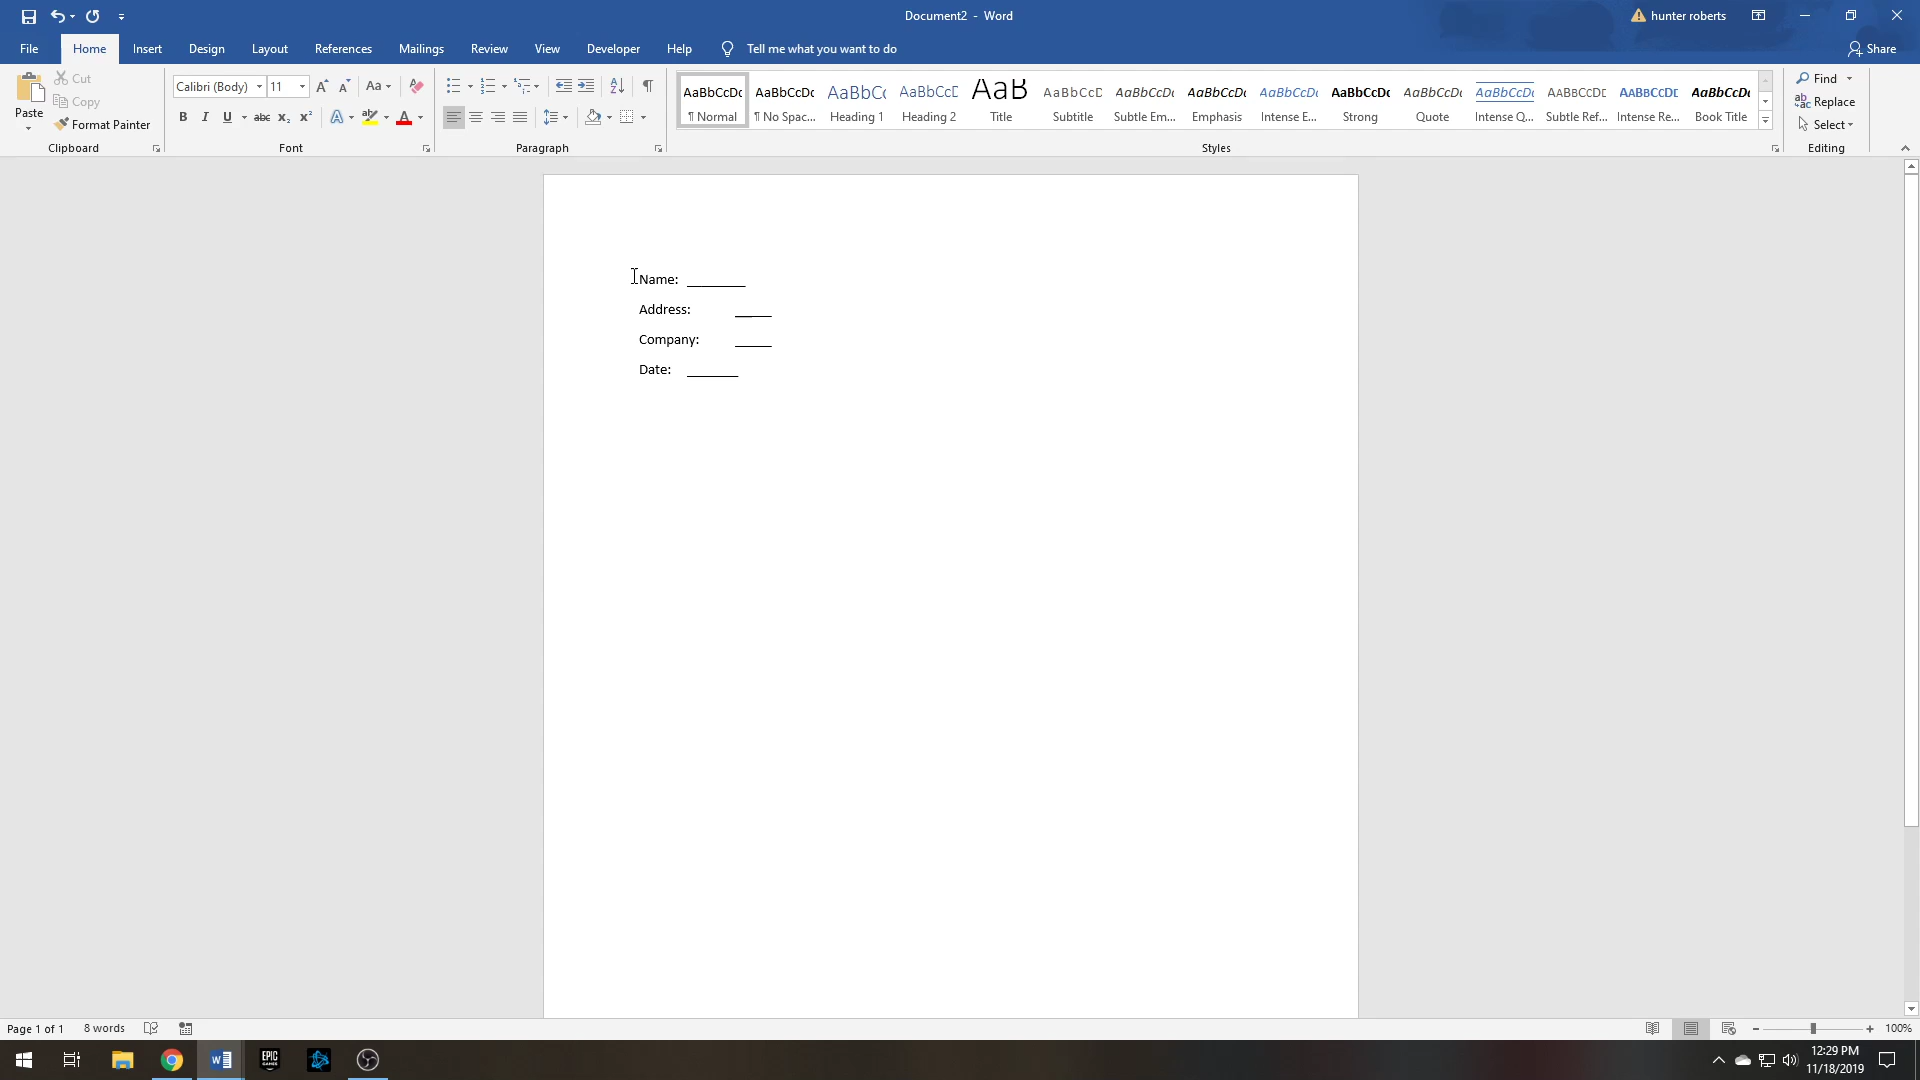 Document2 - Word
hunter roberts
File Home Insert Design Layout References Mailings Review View Developer Help Tell me what you want to do Share
Paste
Cut
Copy
Format Painter
Clipboard
Calibri (Body) 11
Font
Paragraph
AaBbCcDc AaBbCcDc AaBbC( AaBbCcE AaB AaBbCcD AaBbCcDc AaBbCcDc AaBbCcDc AaBbCcDc AaBbCcDc AaBbCcDc AABBCCDE AABBCCDE AaBbCcDc
¶ Normal ¶ No Spac... Heading 1 Heading 2 Title Subtitle Subtle Em... Emphasis Intense E... Strong Quote Intense Q... Subtle Ref... Intense Re... Book Title
Styles
Find
Replace
Select
Editing
Name: ________
Address: _____
Company: _____
Date: _______
Page 1 of 1 8 words 100%
EPIC GAMES
12:29 PM
11/18/2019